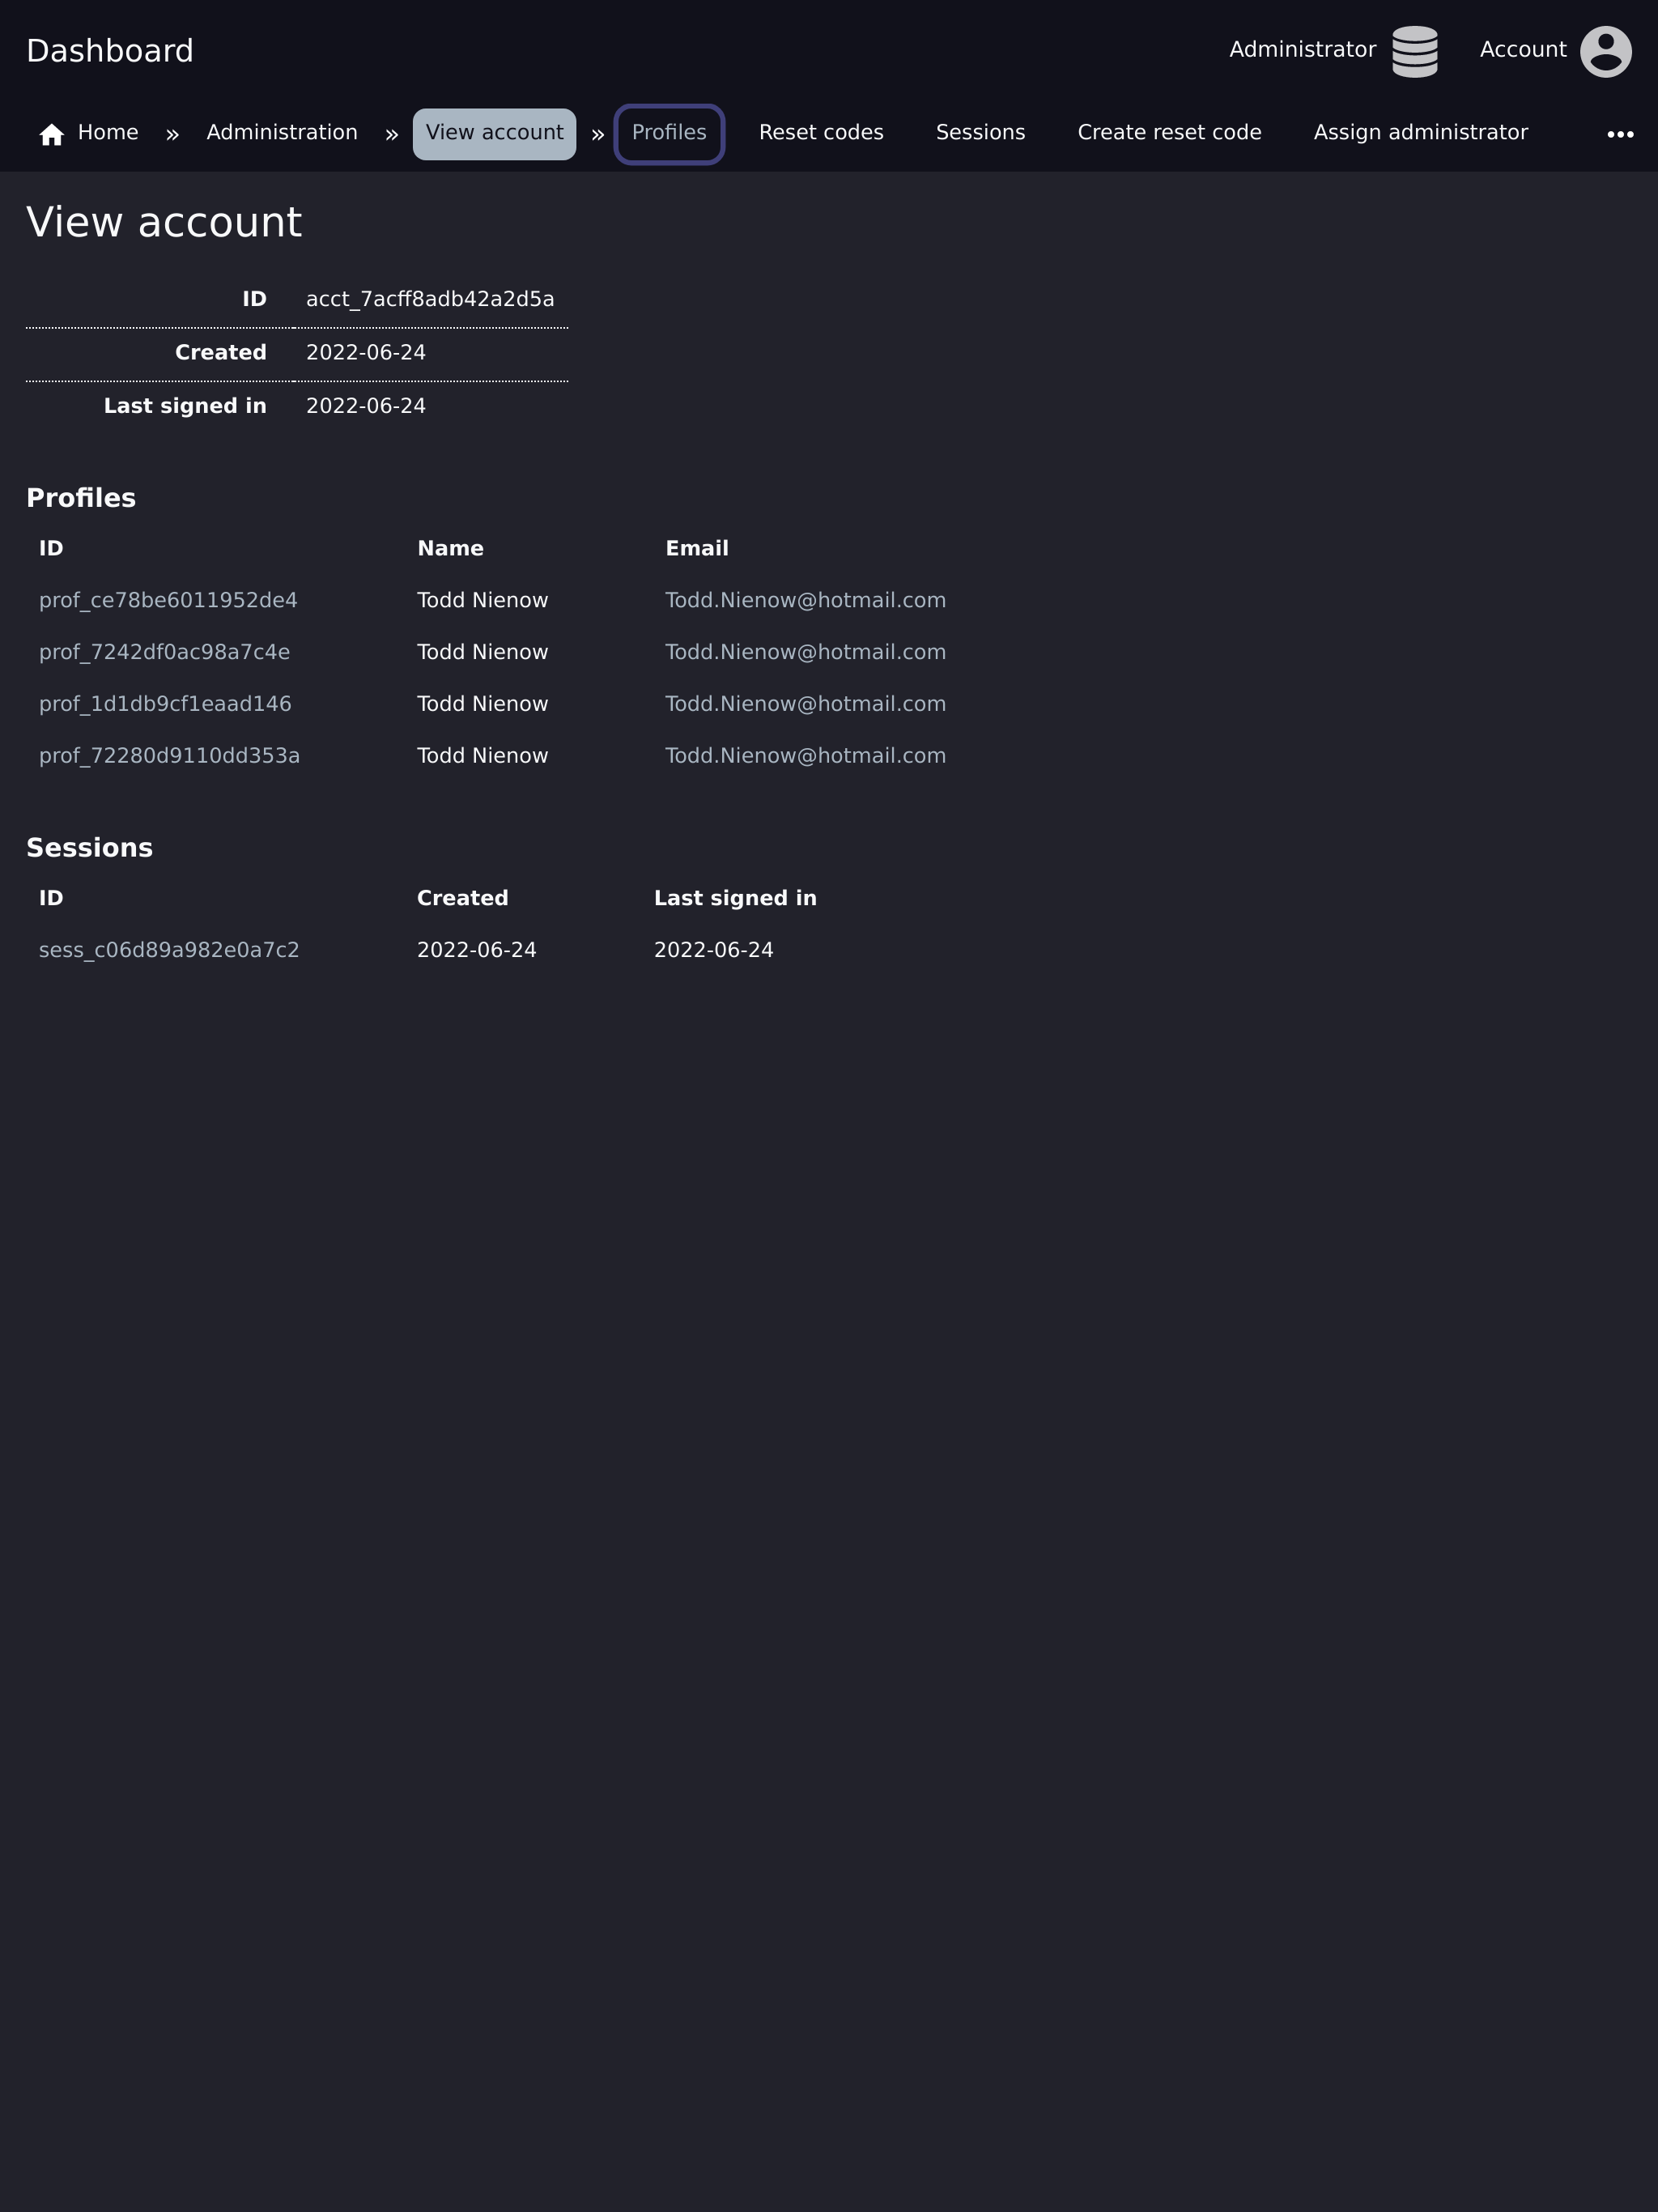 Dashboard
Administrator
Account
Home » Administration » View account » Profiles Reset codes Sessions Create reset code Assign administrator •••
View account
ID acct_7acff8adb42a2d5a
Created 2022-06-24
Last signed in 2022-06-24
Profiles
ID Name Email
prof_ce78be6011952de4 Todd Nienow Todd.Nienow@hotmail.com
prof_7242df0ac98a7c4e Todd Nienow Todd.Nienow@hotmail.com
prof_1d1db9cf1eaad146 Todd Nienow Todd.Nienow@hotmail.com
prof_72280d9110dd353a Todd Nienow Todd.Nienow@hotmail.com
Sessions
ID Created Last signed in
sess_c06d89a982e0a7c2 2022-06-24 2022-06-24